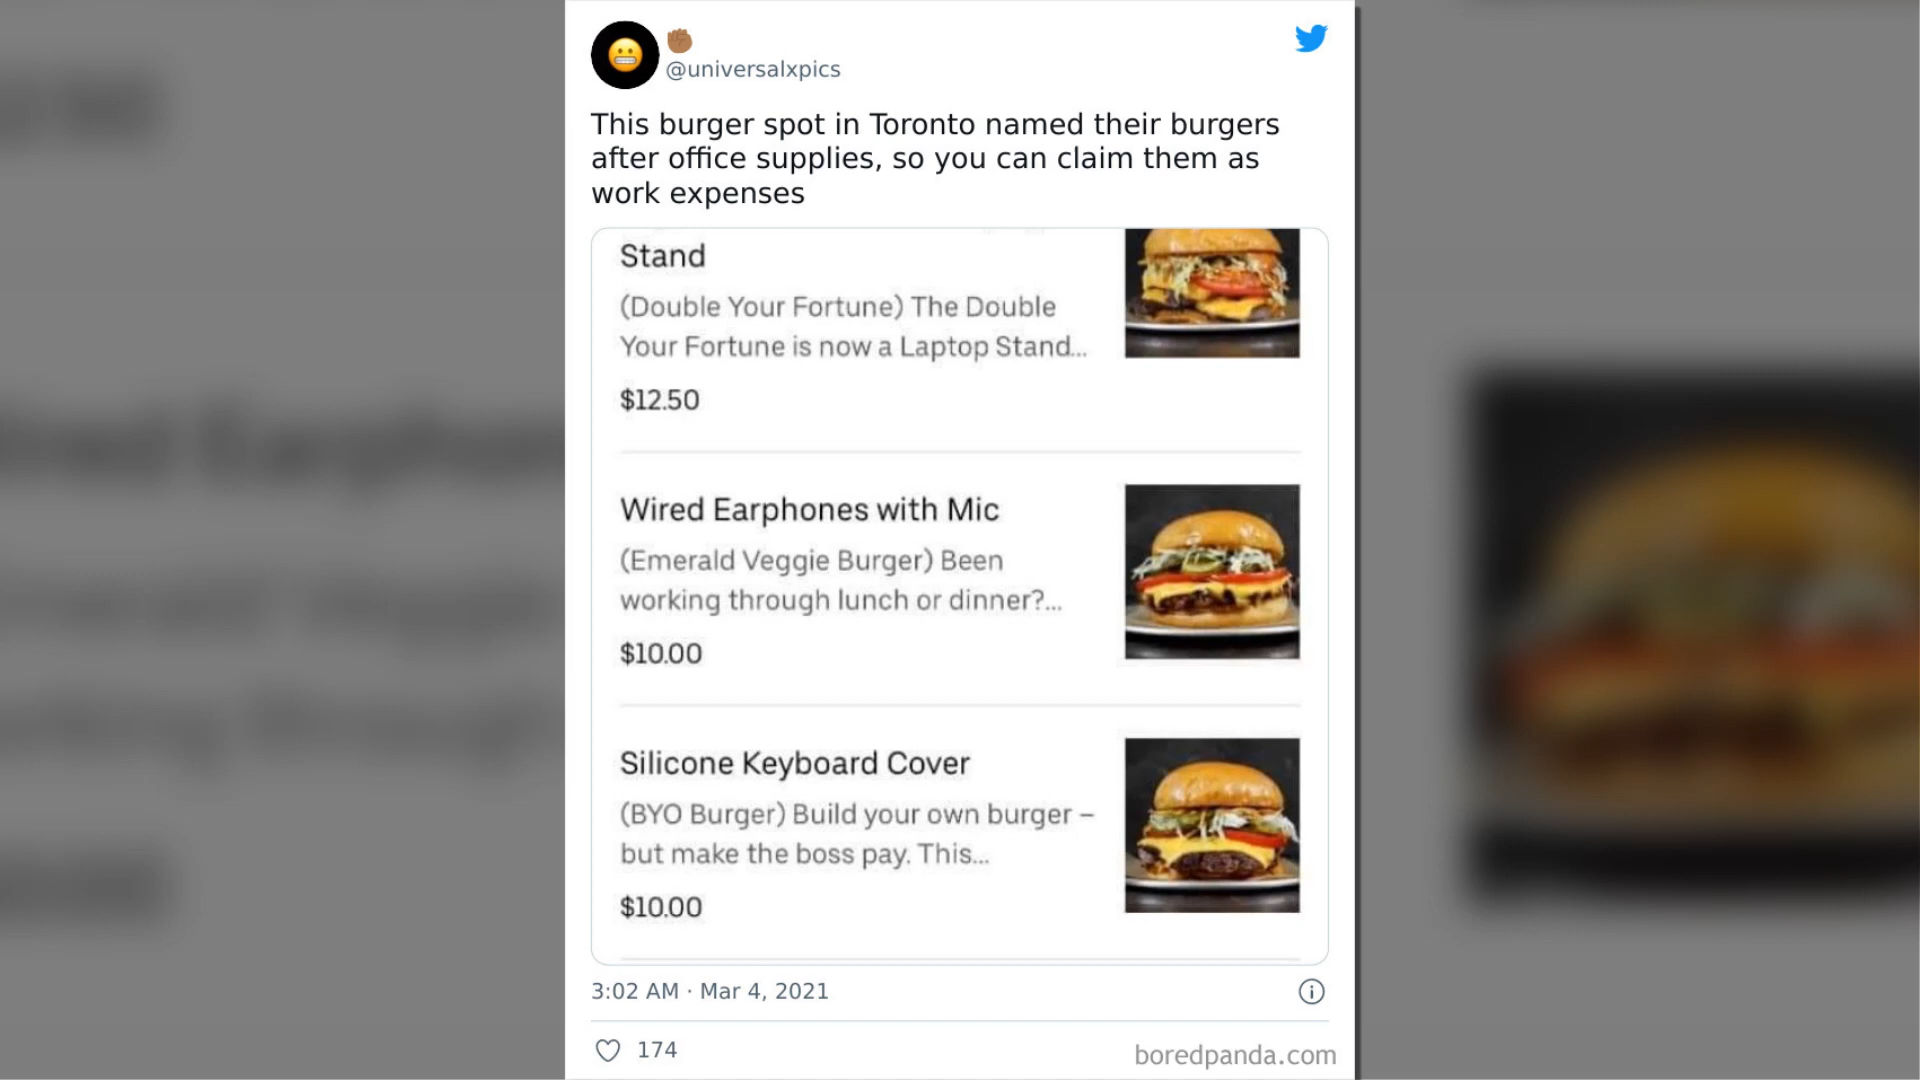 @universalxpics
This burger spot in Toronto named their burgers
after office supplies, so you can claim them as
work expenses
Stand
(Double Your Fortune) The Double
Your Fortune is now a Laptop Stand...
$12.50
Wired Earphones with Mic
(Emerald Veggie Burger) Been
working through lunch or dinner?...
$10.00
Silicone Keyboard Cover
(BYO Burger) Build your own burger –
but make the boss pay. This...
$10.00
3:02 AM · Mar 4, 2021
174
boredpanda.com